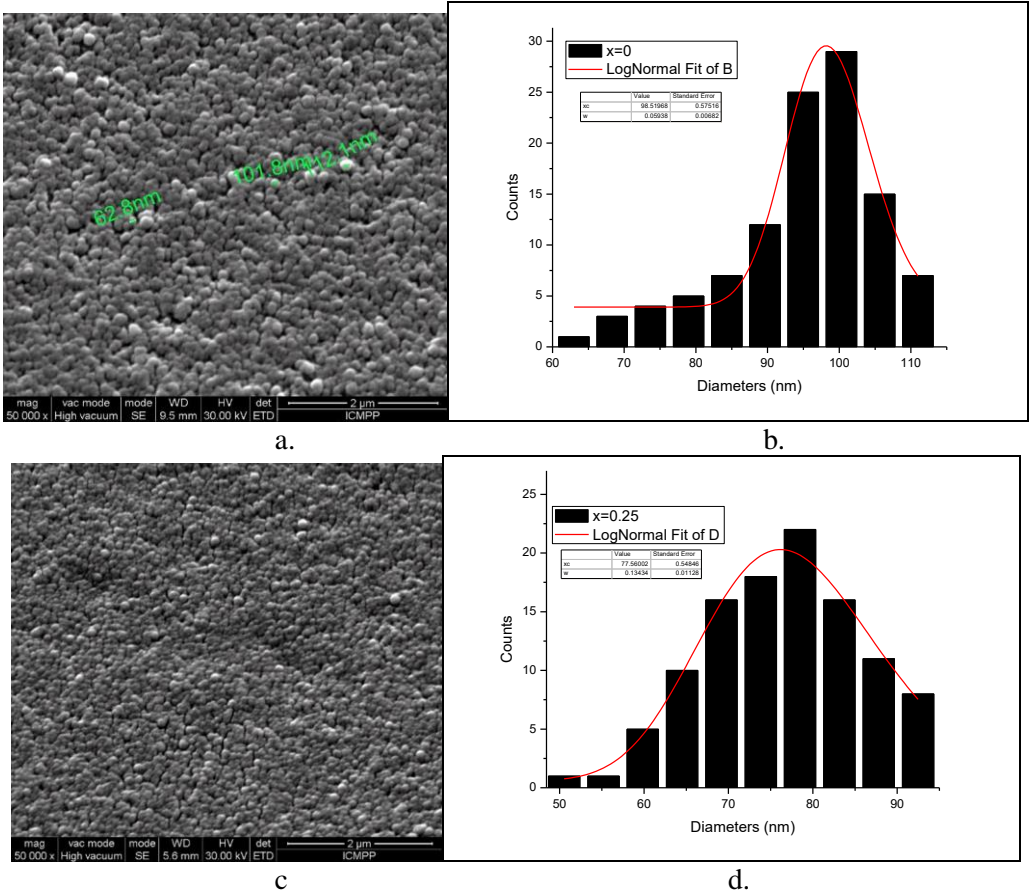 62.8nm
101.8nm
112.1nm
mag vac mode mode WD HV det 2 µm
50 000 x High vacuum SE 9.5 mm 30.00 kV ETD ICMPP
a.
x=0
LogNormal Fit of B
Value Standard Error
xc 98.51968 0.57516
w 0.05938 0.00682
30
25
20
15
10
5
0
Counts
60 70 80 90 100 110
Diameters (nm)
b.
mag vac mode mode WD HV det 2 µm
50 000 x High vacuum SE 5.6 mm 30.00 kV ETD ICMPP
c
x=0.25
LogNormal Fit of D
Value Standard Error
xc 77.56002 0.54846
w 0.13434 0.01128
25
20
15
10
5
0
Counts
50 60 70 80 90
Diameters (nm)
d.